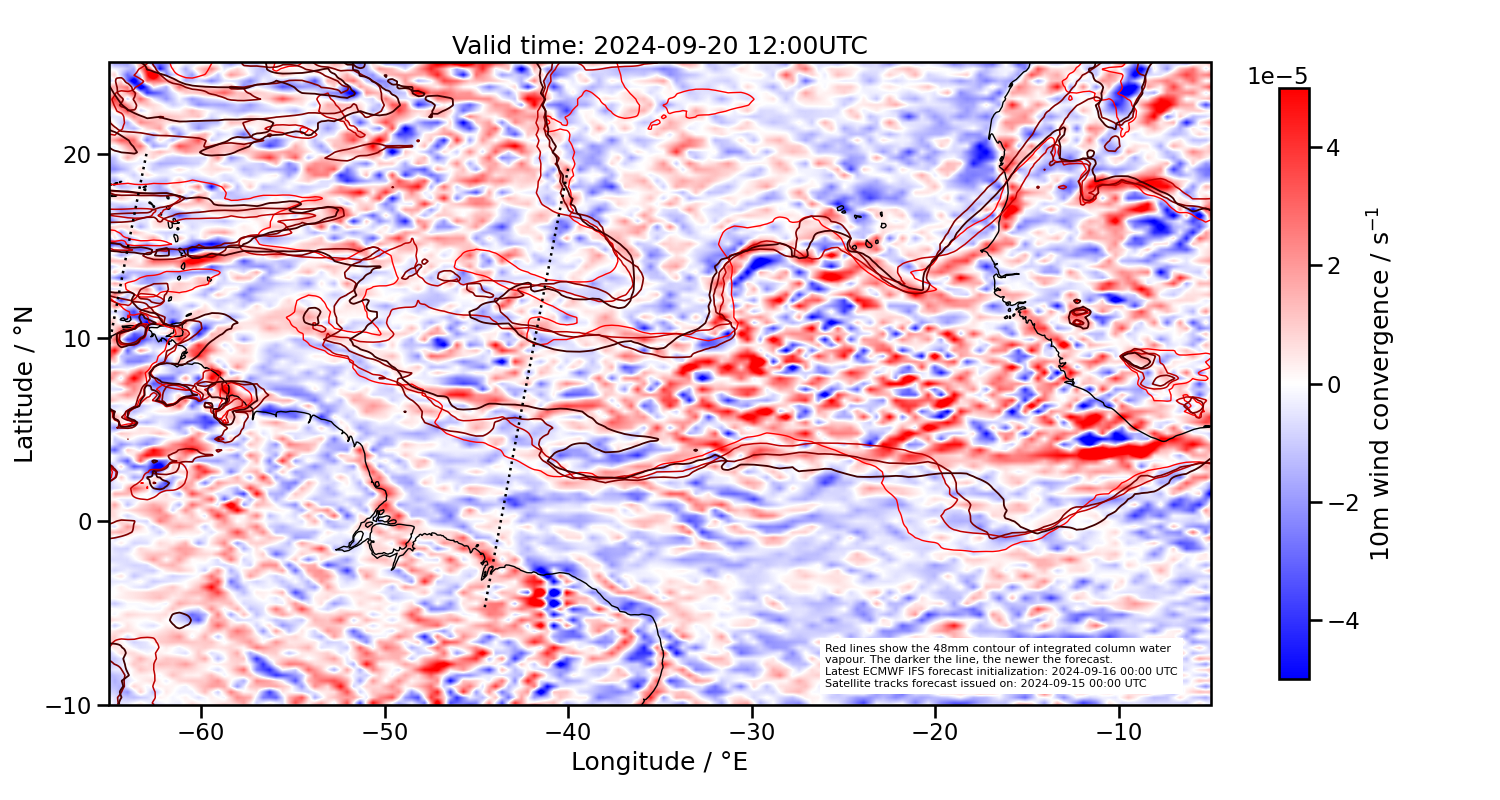 Valid time: 2024-09-20 12:00UTC
1e−5
Latitude / °N
20
10
0
−10
−60
−50
−40
−30
−20
−10
Longitude / °E
4
2
0
−2
−4
10m wind convergence / s⁻¹
Red lines show the 48mm contour of integrated column water
vapour. The darker the line, the newer the forecast.
Latest ECMWF IFS forecast initialization: 2024-09-16 00:00 UTC
Satellite tracks forecast issued on: 2024-09-15 00:00 UTC